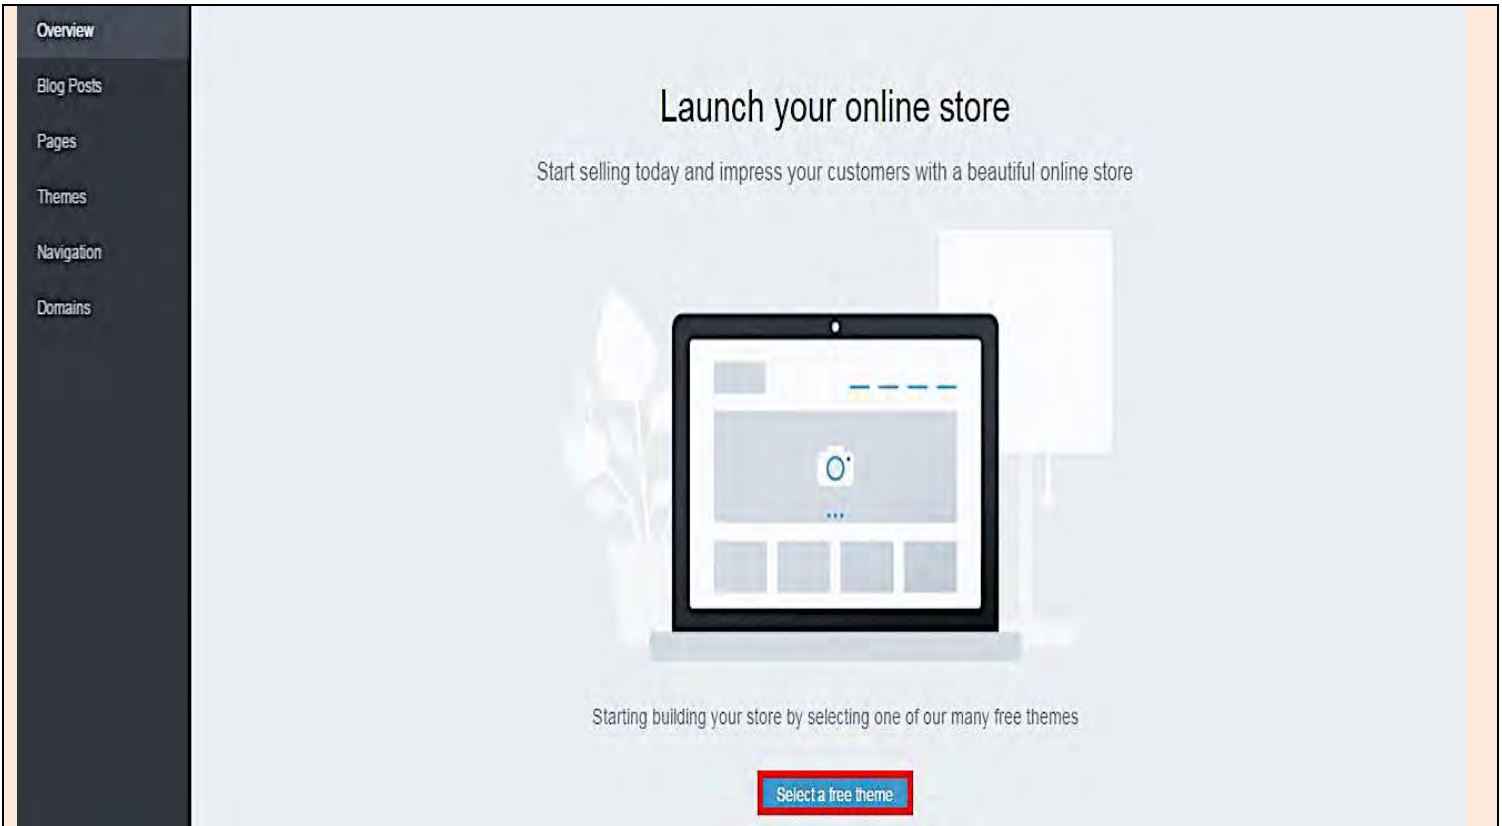 Overview
Blog Posts
Pages
Themes
Navigation
Domains
Launch your online store
Start selling today and impress your customers with a beautiful online store
Starting building your store by selecting one of our many free themes
Select a free theme